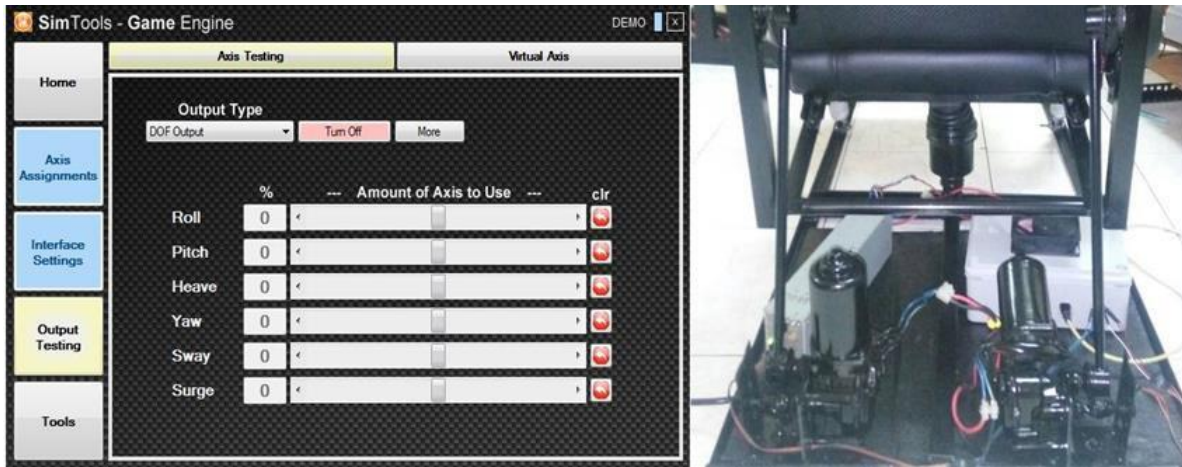 SimTools - Game Engine
DEMO
x
Axis Testing
Virtual Axis
Home
Axis
Assignments
Interface
Settings
Output
Testing
Tools
Output Type
DOF Output
Turn Off
More
% --- Amount of Axis to Use --- clr
Roll 0
Pitch 0
Heave 0
Yaw 0
Sway 0
Surge 0